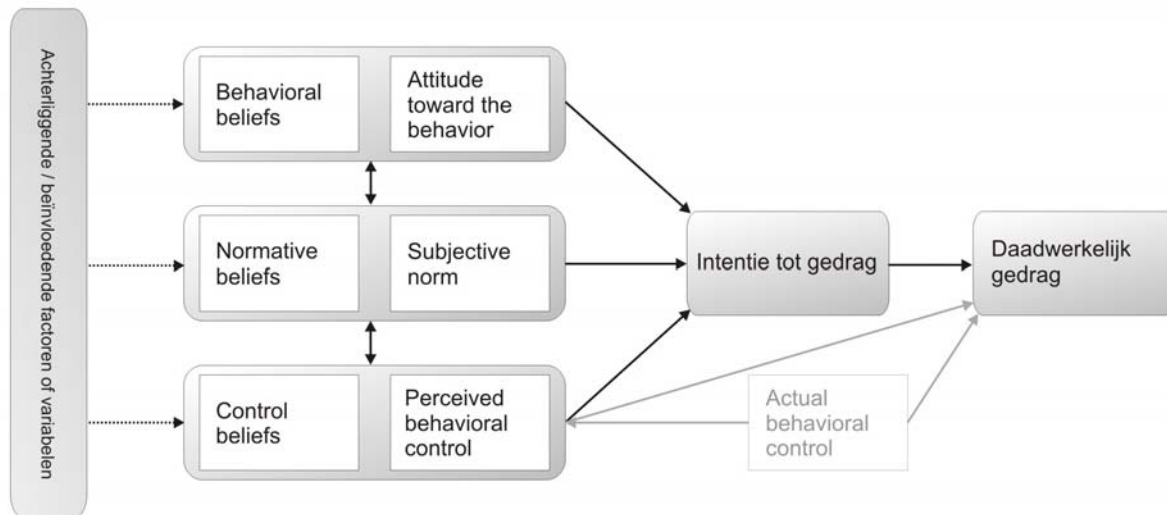 Achterliggende / beïnvloedende factoren of variabelen
Behavioral
beliefs
Attitude
toward the
behavior
Normative
beliefs
Subjective
norm
Control
beliefs
Perceived
behavioral
control
Intentie tot gedrag
Daadwerkelijk
gedrag
Actual
behavioral
control